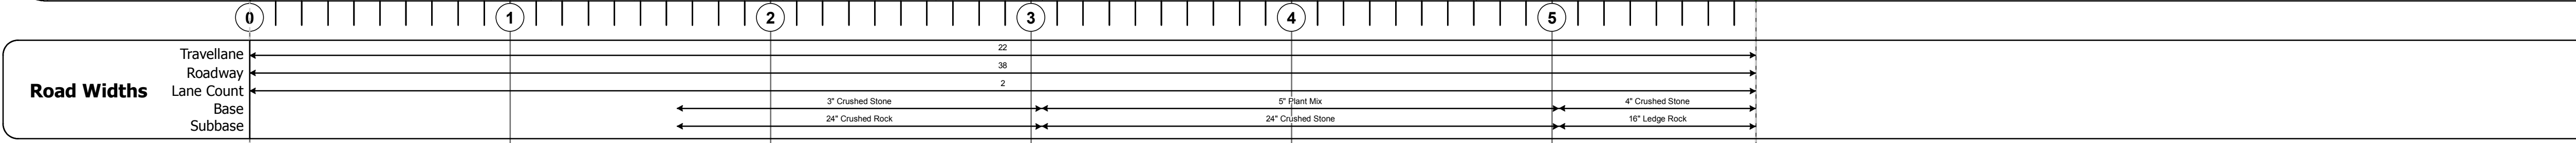 0 1 2 3 4 5
Travellane 22
Roadway 38
Road Widths Lane Count 2
Base 3" Crushed Stone 5" Plant Mix 4" Crushed Stone
Subbase 24" Crushed Rock 24" Crushed Stone 16" Ledge Rock